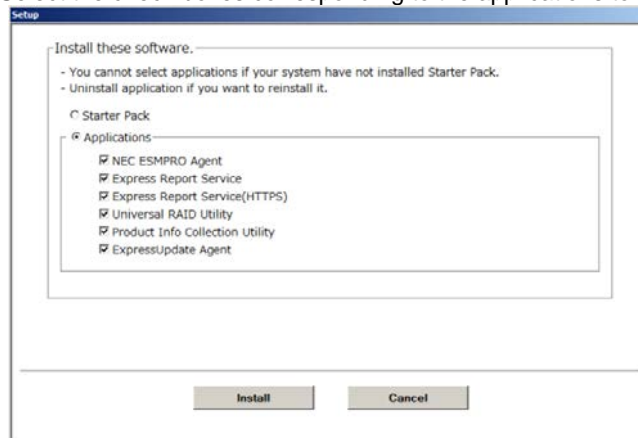 Setup
Install these software.
- You cannot select applications if your system have not installed Starter Pack.
- Uninstall application if you want to reinstall it.
Starter Pack
Applications
NEC ESMPRO Agent
Express Report Service
Express Report Service(HTTPS)
Universal RAID Utility
Product Info Collection Utility
ExpressUpdate Agent
Install Cancel